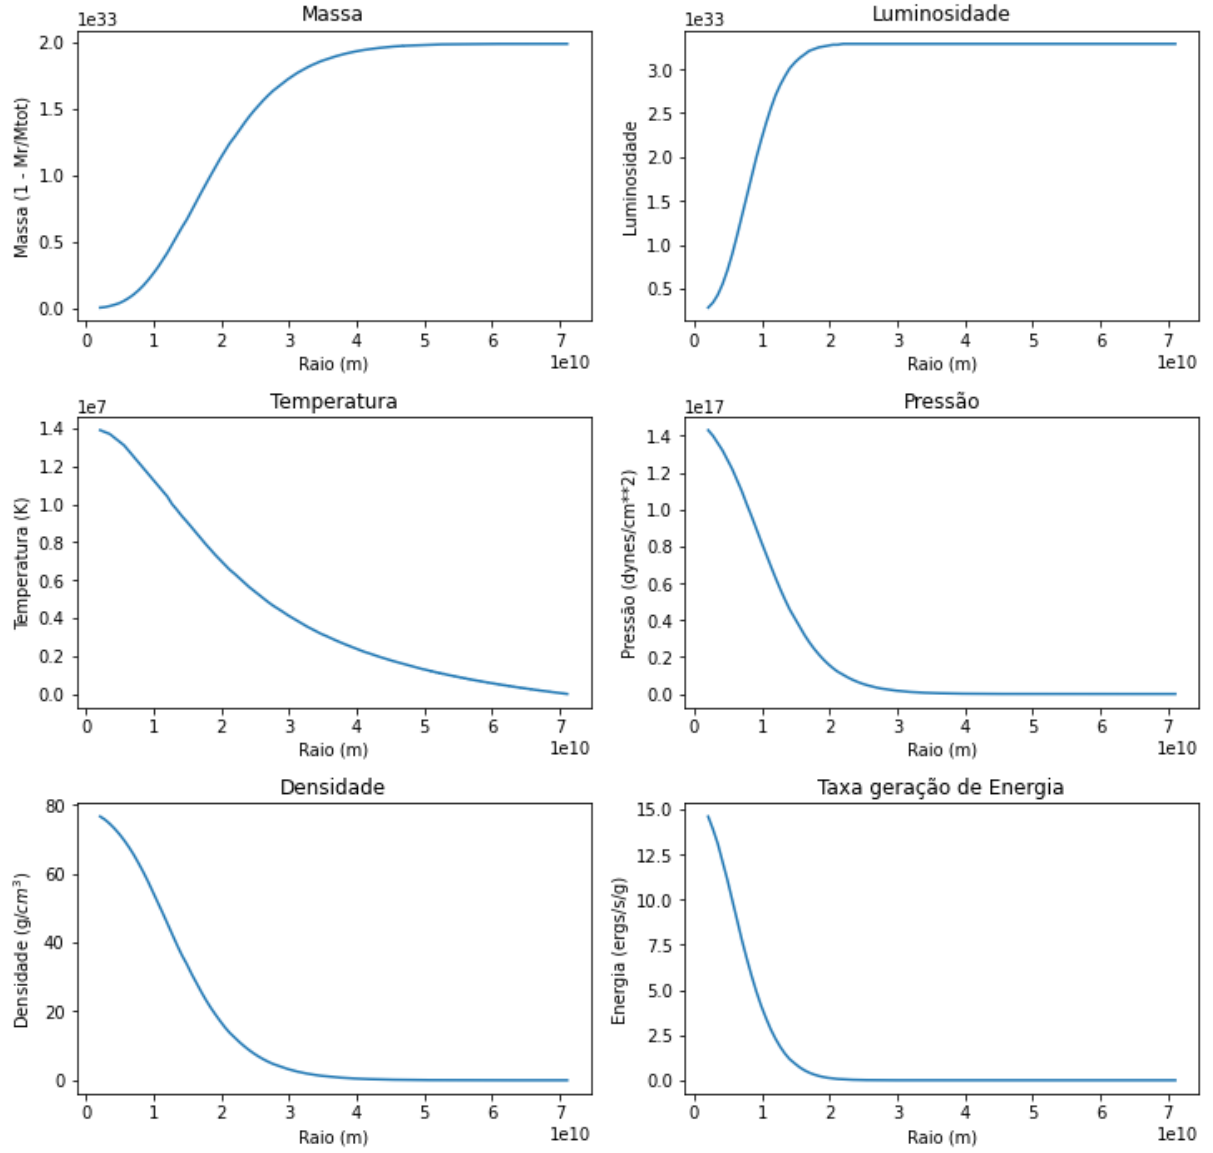 Massa
1e33
Massa (1 - Mr/Mtot)
2.0
1.5
1.0
0.5
0.0
0 1 2 3 4 5 6 7
1e10
Raio (m)
Luminosidade
1e33
Luminosidade
3.0
2.5
2.0
1.5
1.0
0.5
0 1 2 3 4 5 6 7
1e10
Raio (m)
Temperatura
1e7
Temperatura (K)
1.4
1.2
1.0
0.8
0.6
0.4
0.2
0.0
0 1 2 3 4 5 6 7
1e10
Raio (m)
Pressão
1e17
Pressão (dynes/cm**2)
1.4
1.2
1.0
0.8
0.6
0.4
0.2
0.0
0 1 2 3 4 5 6 7
1e10
Raio (m)
Densidade
Densidade (g/cm³)
80
60
40
20
0
0 1 2 3 4 5 6 7
1e10
Raio (m)
Taxa geração de Energia
Energia (ergs/s/g)
15.0
12.5
10.0
7.5
5.0
2.5
0.0
0 1 2 3 4 5 6 7
1e10
Raio (m)